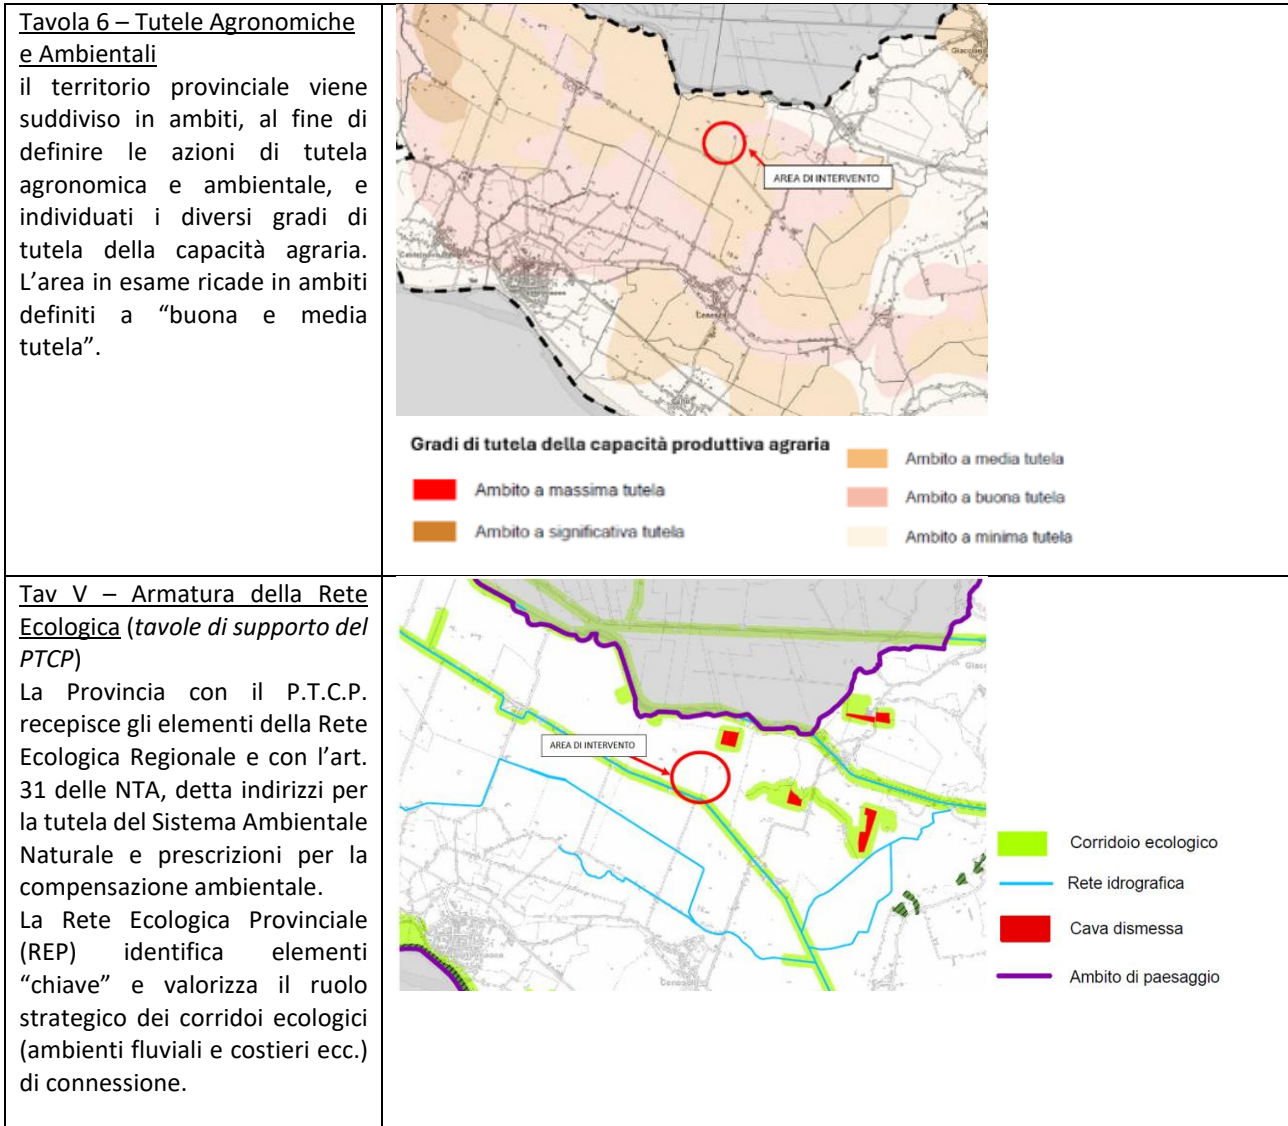 Tavola 6 – Tutele Agronomiche
e Ambientali
il territorio provinciale viene
suddiviso in ambiti, al fine di
definire le azioni di tutela
agronomica e ambientale, e
individuati i diversi gradi di
tutela della capacità agraria.
L’area in esame ricade in ambiti
definiti a “buona e media
tutela”.
AREA DI INTERVENTO
Gradi di tutela della capacità produttiva agraria
Ambito a massima tutela
Ambito a significativa tutela
Ambito a media tutela
Ambito a buona tutela
Ambito a minima tutela
Tav V – Armatura della Rete
Ecologica (tavole di supporto del
PTCP)
La Provincia con il P.T.C.P.
recepisce gli elementi della Rete
Ecologica Regionale e con l’art.
31 delle NTA, detta indirizzi per
la tutela del Sistema Ambientale
Naturale e prescrizioni per la
compensazione ambientale.
La Rete Ecologica Provinciale
(REP) identifica elementi
“chiave” e valorizza il ruolo
strategico dei corridoi ecologici
(ambienti fluviali e costieri ecc.)
di connessione.
AREA DI INTERVENTO
Corridoio ecologico
Rete idrografica
Cava dismessa
Ambito di paesaggio